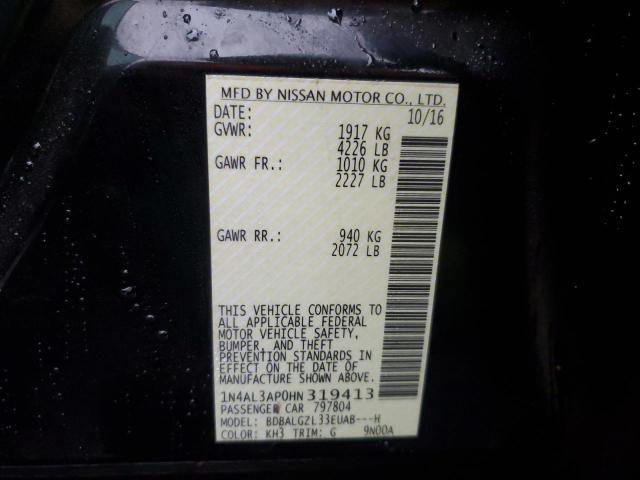 MFD BY NISSAN MOTOR CO., LTD.
DATE: 10/16
GVWR: 1917 KG
4226 LB
GAWR FR.: 1010 KG
2227 LB
GAWR RR.: 940 KG
2072 LB
THIS VEHICLE CONFORMS TO
ALL APPLICABLE FEDERAL
MOTOR VEHICLE SAFETY,
BUMPER, AND THEFT
PREVENTION STANDARDS IN
EFFECT ON THE DATE OF
MANUFACTURE SHOWN ABOVE.
1N4AL3AP0HN319413
PASSENGER CAR 797804
MODEL: BDBALGZL33EUAB---H
COLOR: KH3 TRIM: G 9N00A